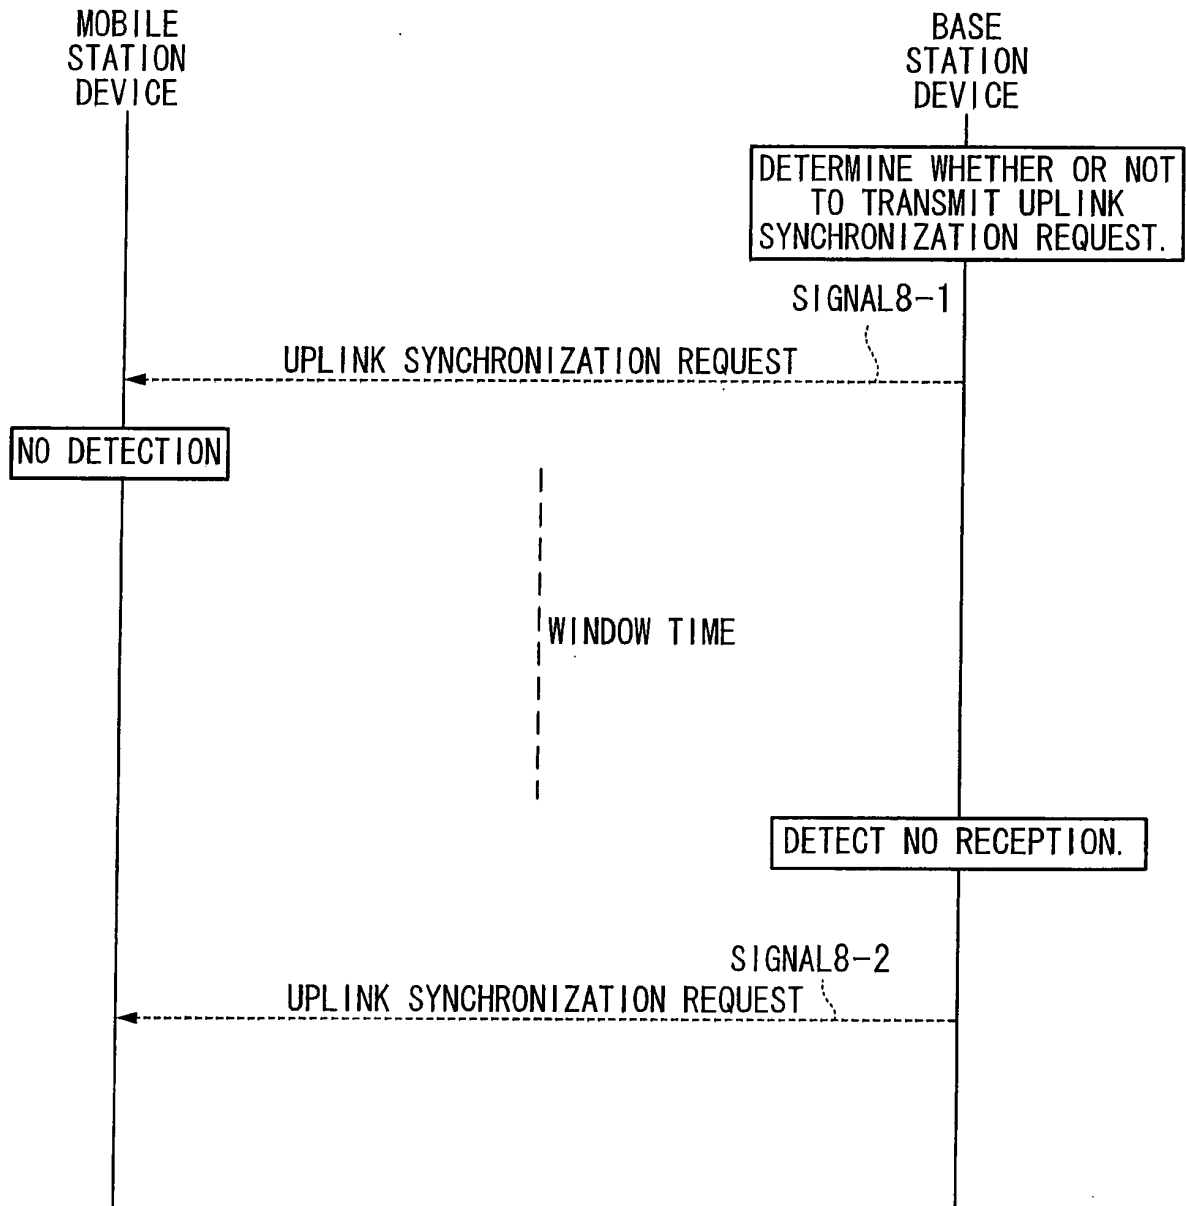 MOBILE
STATION
DEVICE
BASE
STATION
DEVICE
DETERMINE WHETHER OR NOT
TO TRANSMIT UPLINK
SYNCHRONIZATION REQUEST.
SIGNAL8-1
UPLINK SYNCHRONIZATION REQUEST
NO DETECTION
WINDOW TIME
DETECT NO RECEPTION.
SIGNAL8-2
UPLINK SYNCHRONIZATION REQUEST